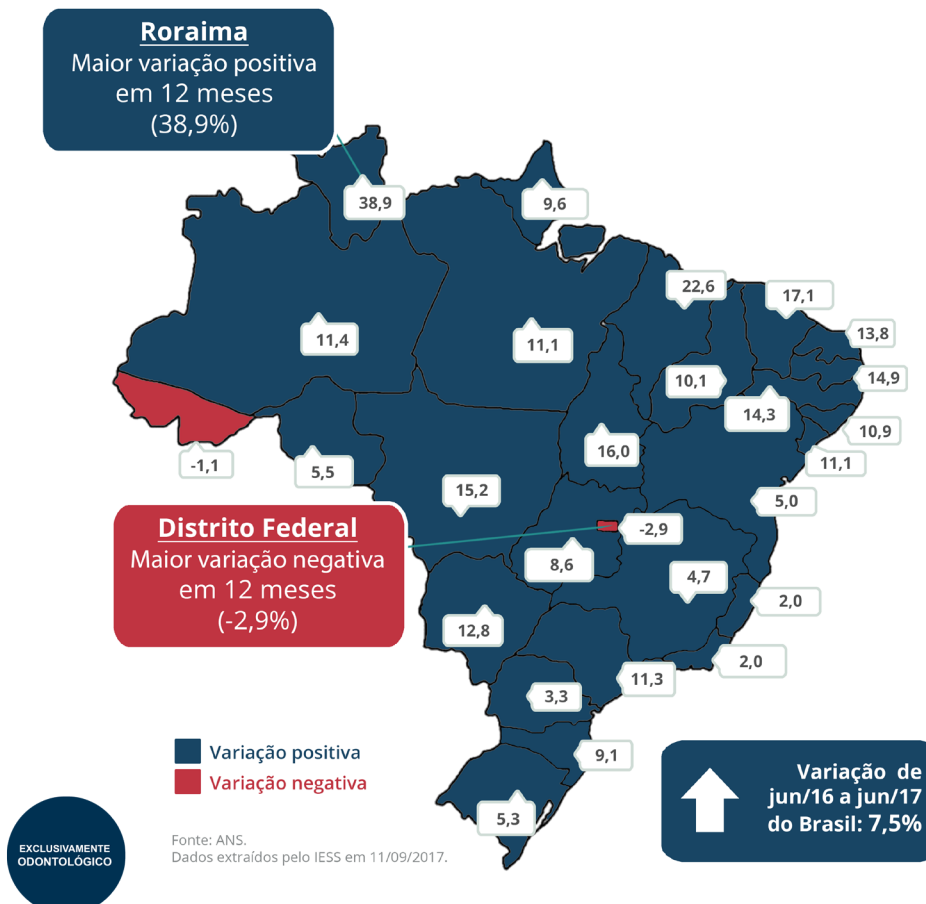 Roraima
Maior variação positiva
em 12 meses
(38,9%)
38,9
9,6
22,6
17,1
13,8
11,4
11,1
10,1
14,9
14,3
10,9
16,0
11,1
-1,1
5,5
15,2
5,0
Distrito Federal
Maior variação negativa
em 12 meses
(-2,9%)
-2,9
8,6
4,7
2,0
12,8
2,0
11,3
3,3
9,1
5,3
Variação positiva
Variação negativa
Variação de
jun/16 a jun/17
do Brasil: 7,5%
EXCLUSIVAMENTE
ODONTOLÓGICO
Fonte: ANS.
Dados extraídos pelo IESS em 11/09/2017.